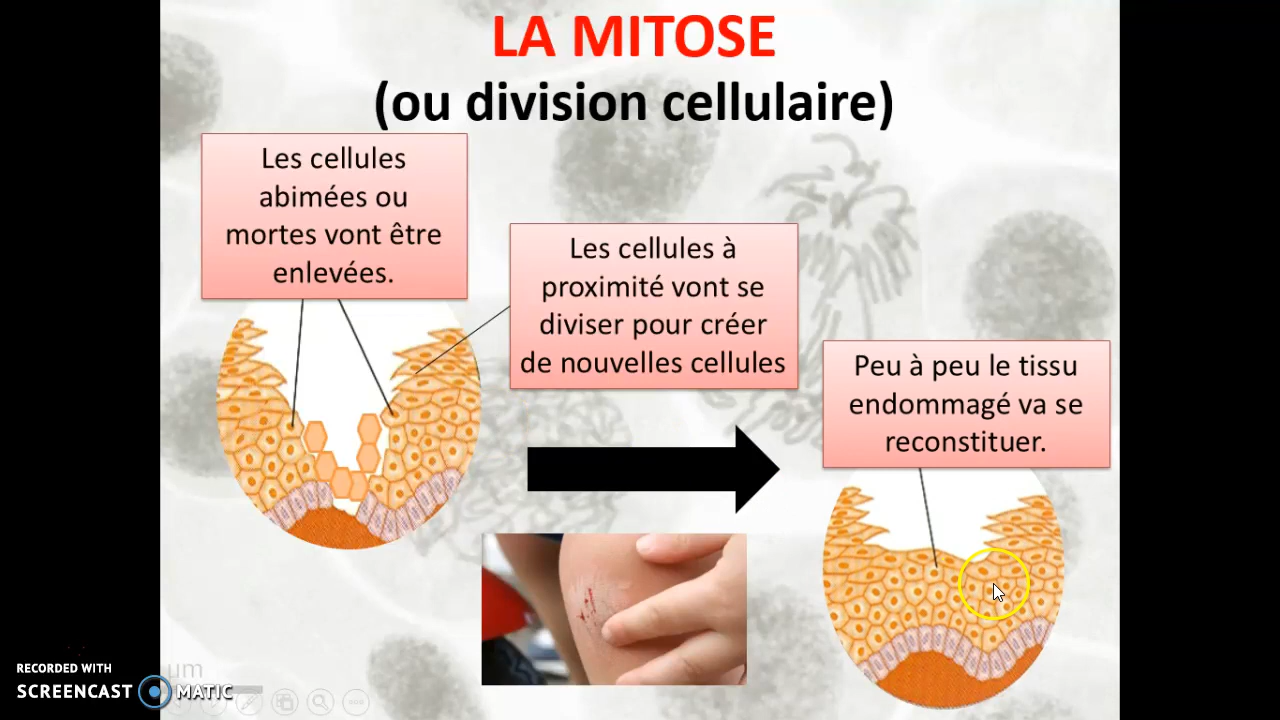 LA MITOSE
(ou division cellulaire)
Les cellules
abimées ou
mortes vont être
enlevées.
Les cellules à
proximité vont se
diviser pour créer
de nouvelles cellules
Peu à peu le tissu
endommagé va se
reconstituer.
µm
RECORDED WITH
SCREENCAST MATIC